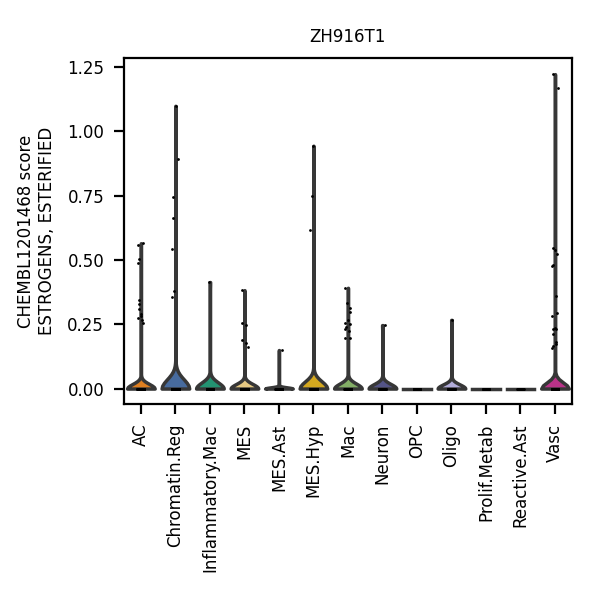 ZH916T1
CHEMBL1201468 score
ESTROGENS, ESTERIFIED
1.25
1.00
0.75
0.50
0.25
0.00
AC
Chromatin.Reg
Inflammatory.Mac
MES
MES.Ast
MES.Hyp
Mac
Neuron
OPC
Oligo
Prolif.Metab
Reactive.Ast
Vasc